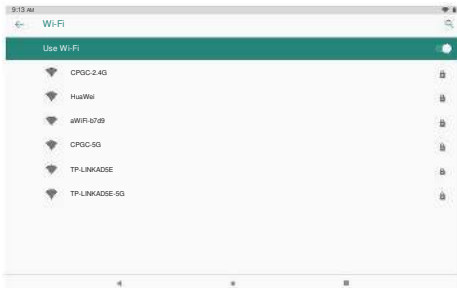 9:13 AM
Wi-Fi
Use Wi-Fi
CPGC-2.4G
HuaWei
aWiFi-b7d9
CPGC-5G
TP-LINKAD5E
TP-LINKAD5E-5G